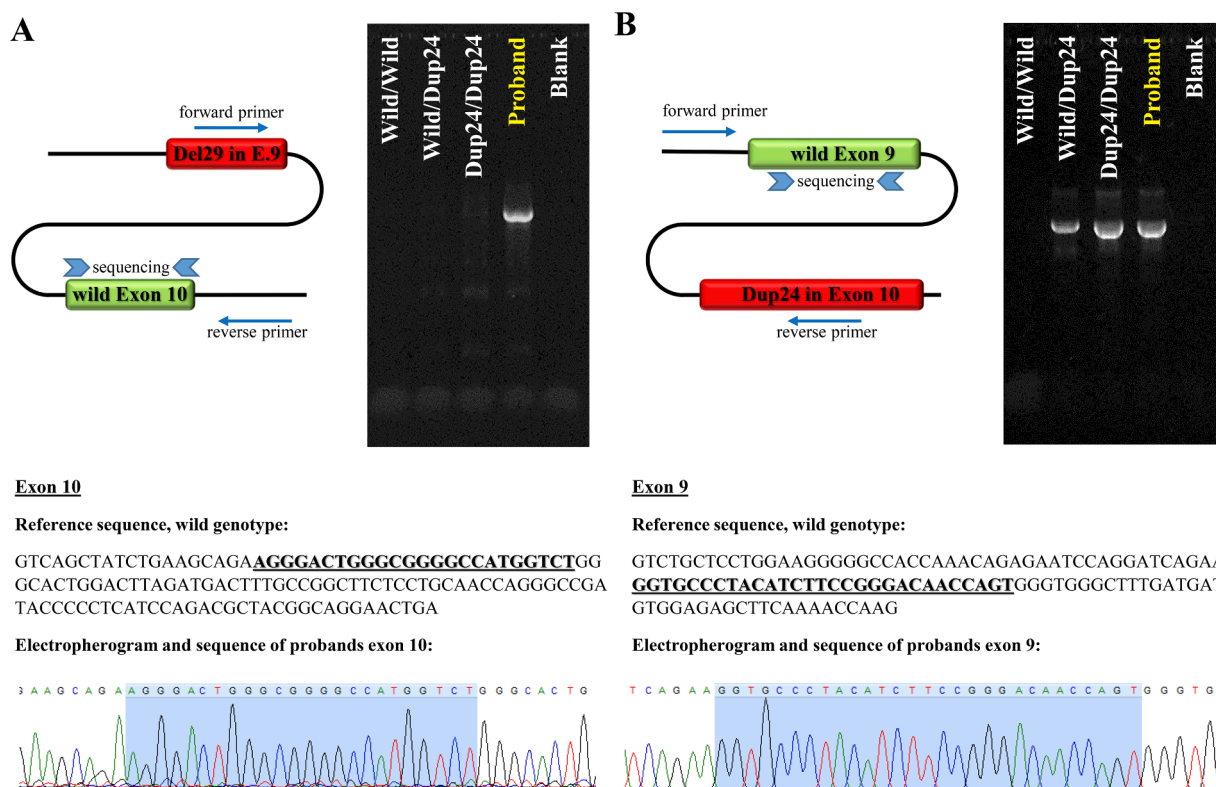 A
forward primer
Del29 in E.9
sequencing
wild Exon 10
reverse primer
Wild/Wild
Wild/Dup24
Dup24/Dup24
Proband
Blank
Exon 10
Reference sequence, wild genotype:
GTCAGCTATCTGAAGCAGAAGGGACTGGGCGGGGCCATGGTCTGG
GCACTGGACTTAGATGACTTTGCCGGCTTCTCCTGCAACCAGGGCCGA
TACCCCCTCATCCAGACGCTACGGCAGGAACTGA
Electropherogram and sequence of probands exon 10:
GAAGCAGAAGGGACTGGGCGGGGCCATGGTCTGGGCACTG
B
forward primer
wild Exon 9
sequencing
Dup24 in Exon 10
reverse primer
Wild/Wild
Wild/Dup24
Dup24/Dup24
Proband
Blank
Exon 9
Reference sequence, wild genotype:
GTCTGCTCCTGGAAGGGGGCCACCAAACAGAGAATCCAGGATCAGAA
GGTGCCCTACATCTTCCGGGACAACCAGTGGGTGGGCTTTGATGAT
GTGGAGAGCTTCAAAACCAAG
Electropherogram and sequence of probands exon 9:
TCAGAAGGTGCCCTACATCTTCCGGGACAACCAGTGGGTG